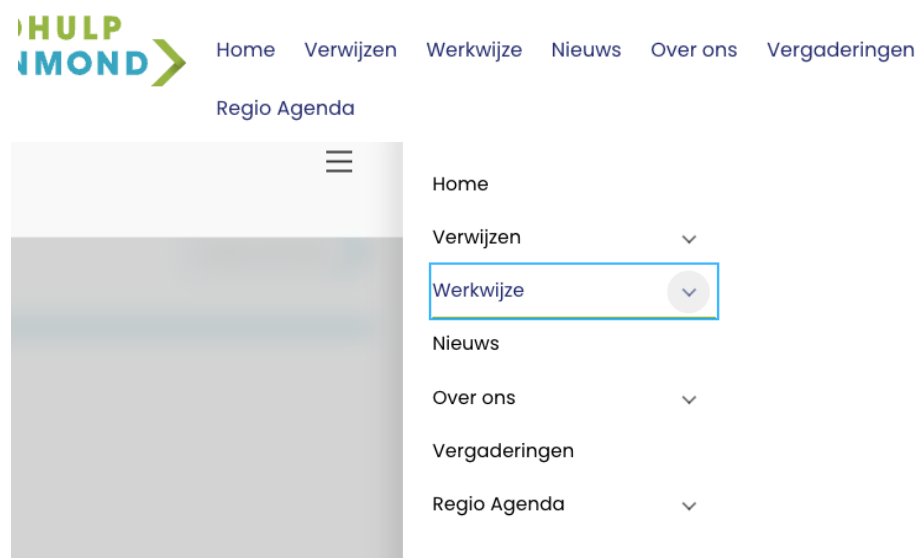 HULP
Home Verwijzen Werkwijze Nieuws Over ons Vergaderingen
MOND
Regio Agenda
Home
Verwijzen
Werkwijze
Nieuws
Over ons
Vergaderingen
Regio Agenda